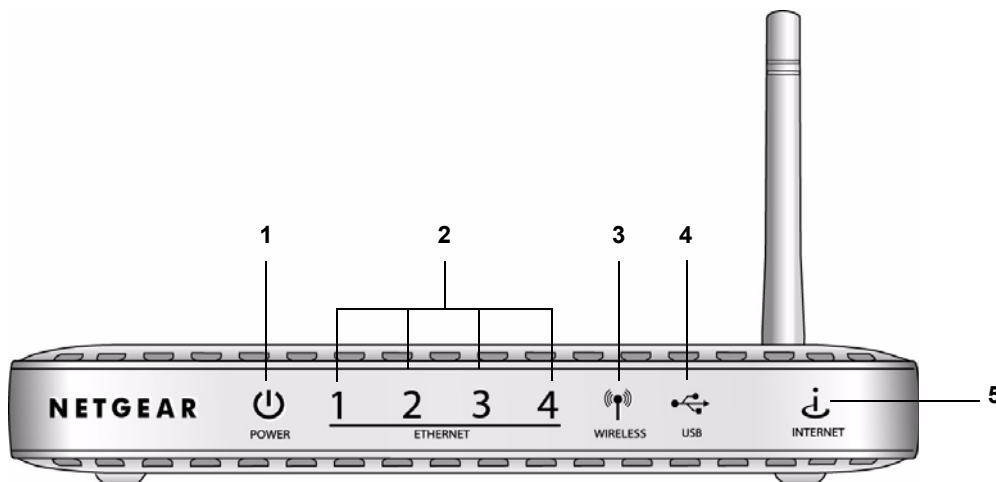 1 2 3 4
5
NETGEAR 1 2 3 4
POWER ETHERNET WIRELESS USB INTERNET